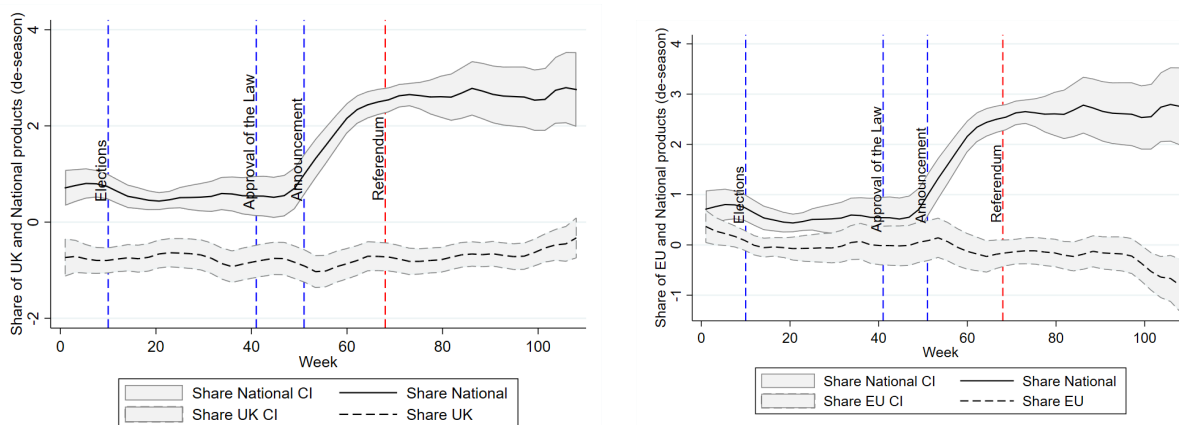 Share of UK and National products (de-season)
4
2
0
-2
Elections
Approval of the Law
Announcement
Referendum
0 20 40 60 80 100
Week
Share National CI Share National
Share UK CI Share UK
Share of EU and National products (de-season)
4
3
2
1
0
-1
Elections
Approval of the Law
Announcement
Referendum
0 20 40 60 80 100
Week
Share National CI Share National
Share EU CI Share EU